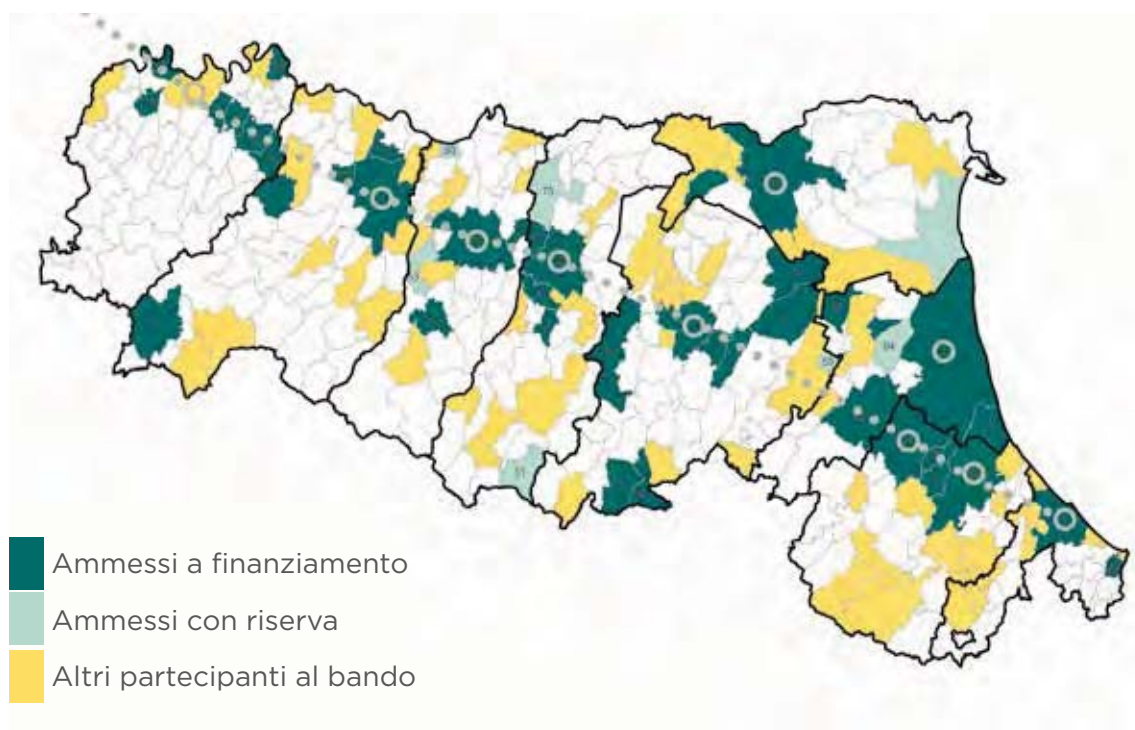 Ammessi a finanziamento
Ammessi con riserva
Altri partecipanti al bando